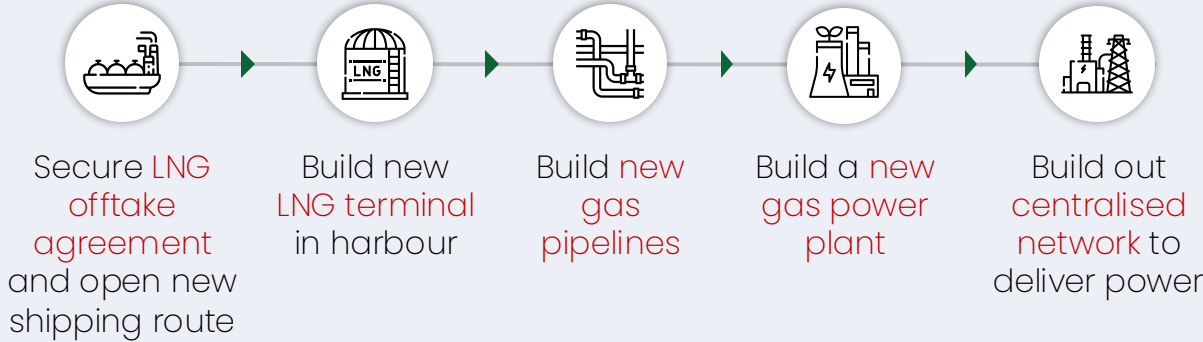 LNG
Secure LNG
offtake
agreement
and open new
shipping route
Build new
LNG terminal
in harbour
Build new
gas
pipelines
Build a new
gas power
plant
Build out
centralised
network to
deliver power